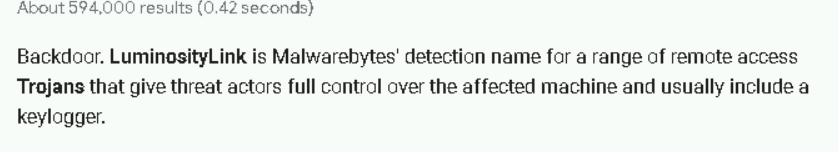 About 594,000 results (0.42 seconds)
Backdoor. LuminosityLink is Malwarebytes' detection name for a range of remote access
Trojans that give threat actors full control over the affected machine and usually include a
keylogger.